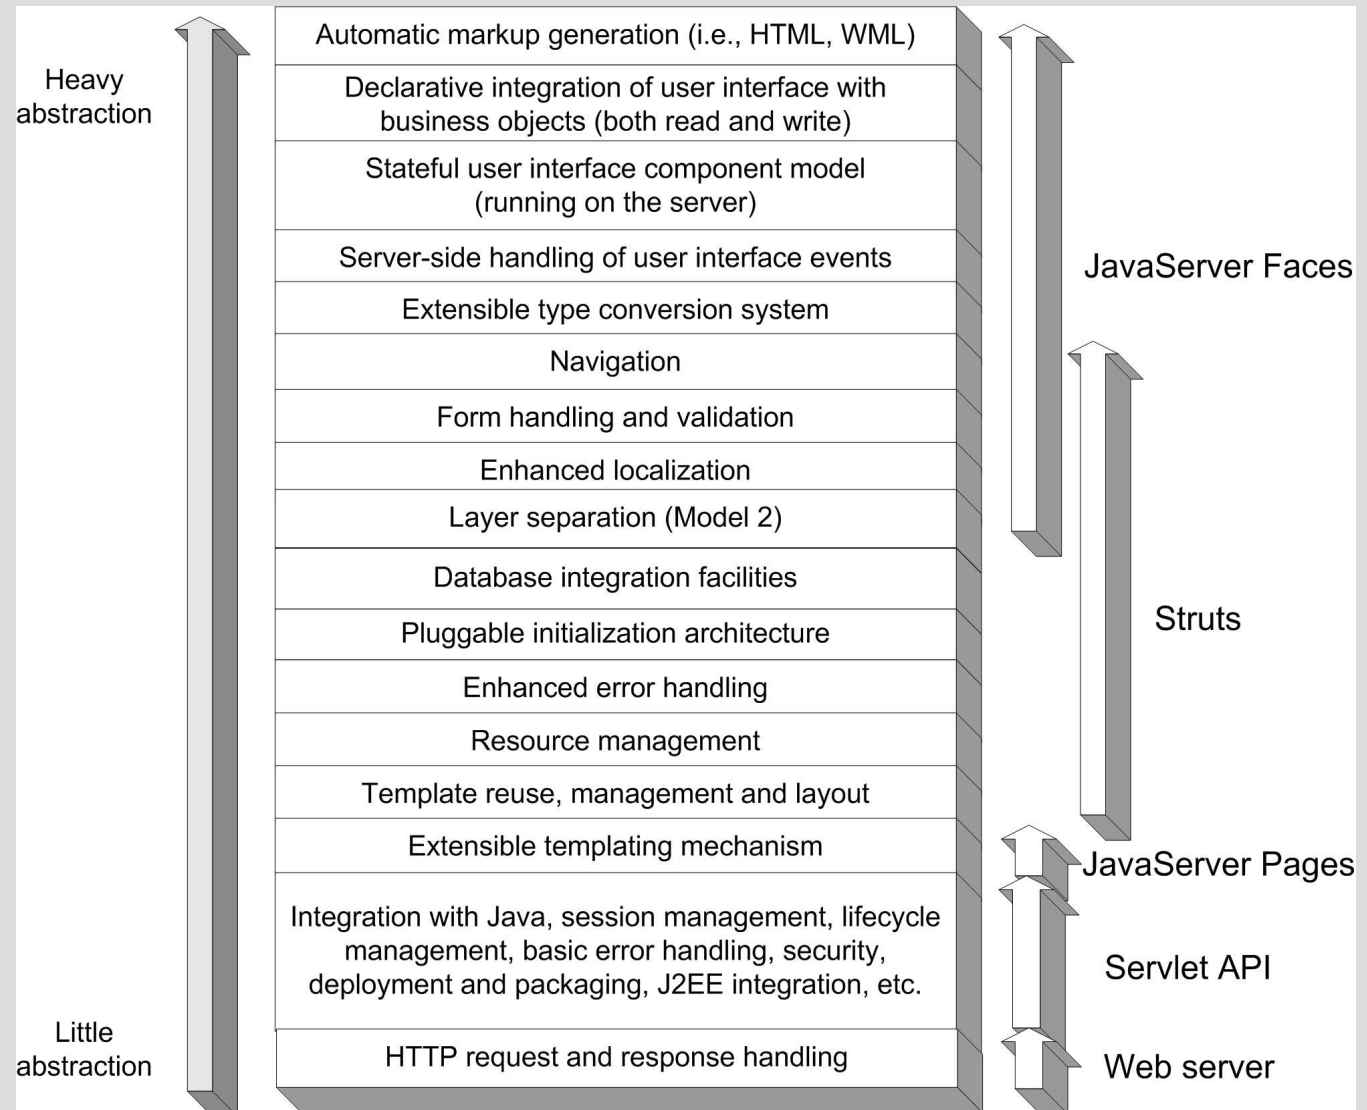 Heavy
abstraction
Automatic markup generation (i.e., HTML, WML)
Declarative integration of user interface with
business objects (both read and write)
Stateful user interface component model
(running on the server)
Server-side handling of user interface events
Extensible type conversion system
Navigation
Form handling and validation
Enhanced localization
Layer separation (Model 2)
Database integration facilities
Pluggable initialization architecture
Enhanced error handling
Resource management
Template reuse, management and layout
Extensible templating mechanism
Integration with Java, session management, lifecycle
management, basic error handling, security,
deployment and packaging, J2EE integration, etc.
HTTP request and response handling
Little
abstraction
JavaServer Faces
Struts
JavaServer Pages
Servlet API
Web server